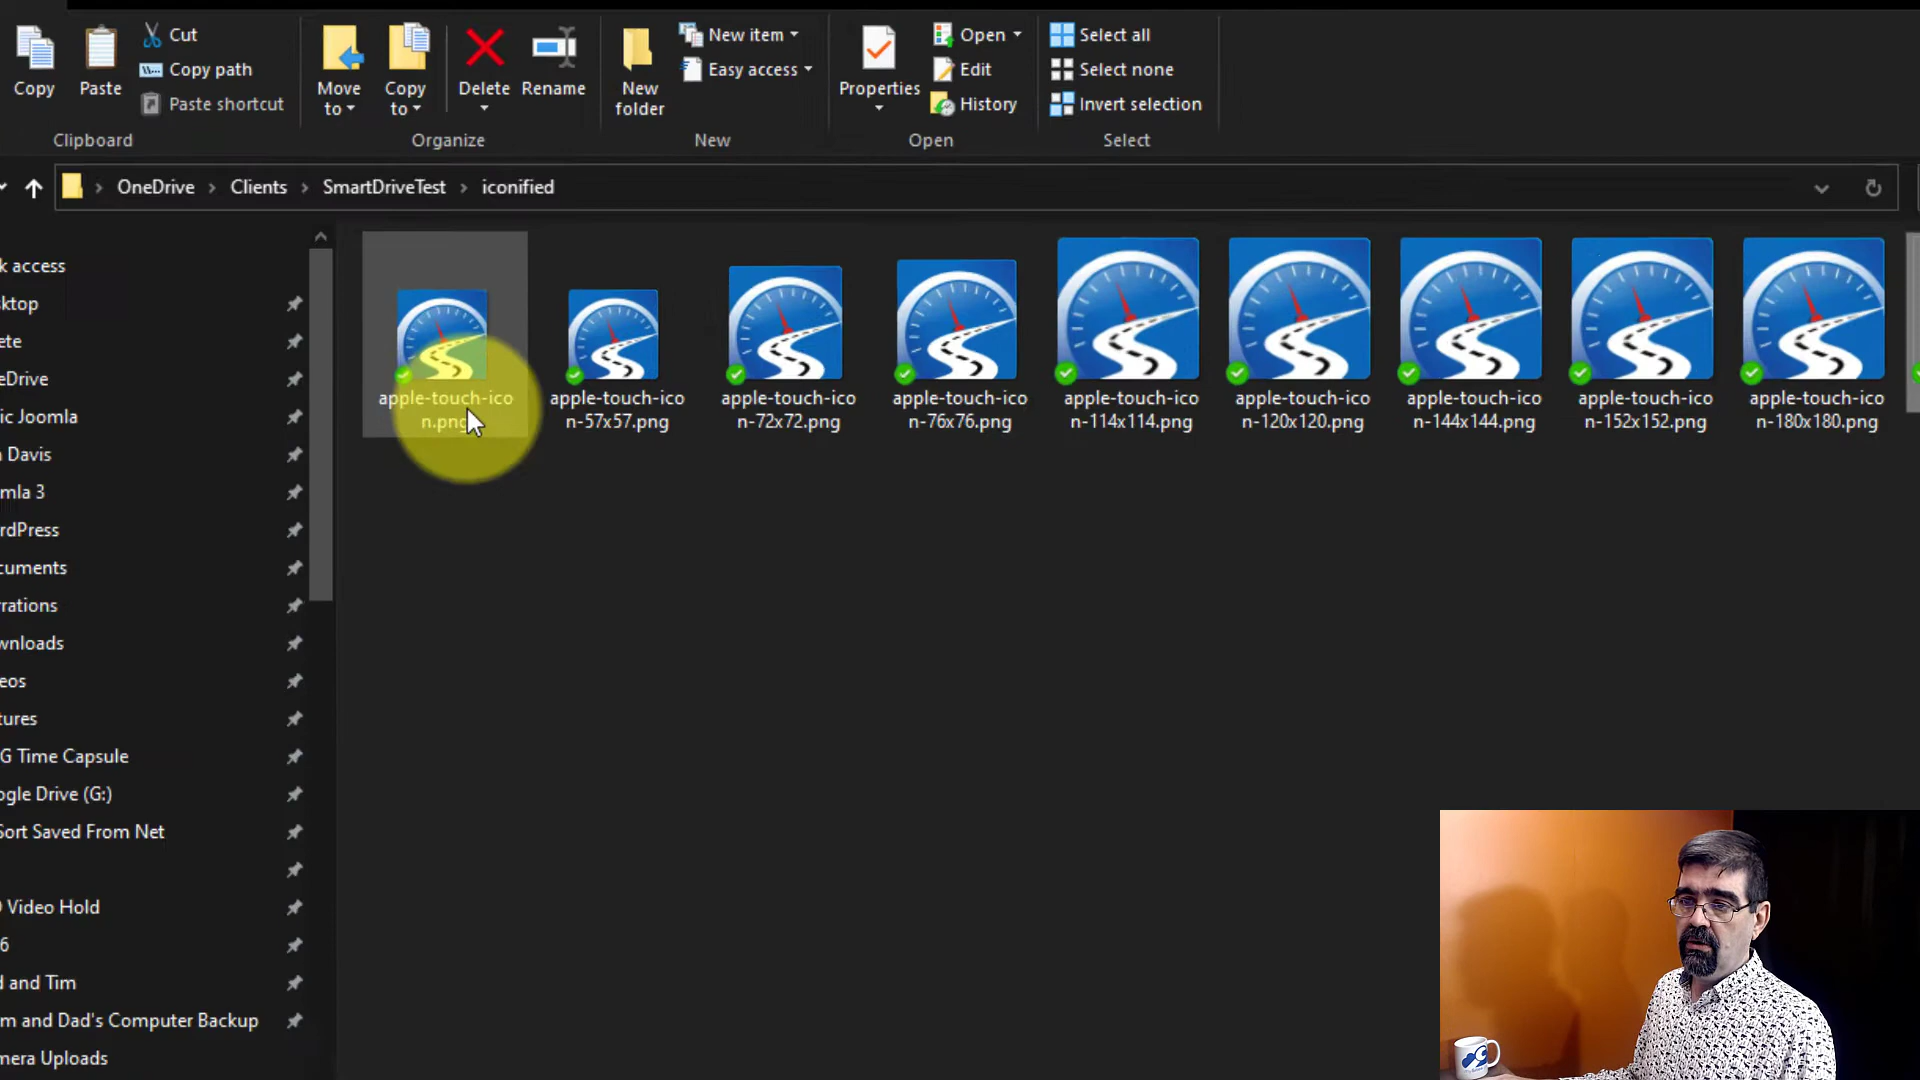 Copy
Paste
Cut
Copy path
Paste shortcut
Clipboard
Move to
Copy to
Delete
Rename
Organize
New folder
New item
Easy access
New
Properties
Open
Edit
History
Open
Select all
Select none
Invert selection
Select
OneDrive > Clients > SmartDriveTest > iconified
k access
sktop
ete
eDrive
ic Joomla
n Davis
mla 3
rdPress
cuments
rrations
wnloads
eos
tures
G Time Capsule
ogle Drive (G:)
Sort Saved From Net
Video Hold
6
d and Tim
m and Dad's Computer Backup
mera Uploads
apple-touch-ico
n.png
apple-touch-ico
n-57x57.png
apple-touch-ico
n-72x72.png
apple-touch-ico
n-76x76.png
apple-touch-ico
n-114x114.png
apple-touch-ico
n-120x120.png
apple-touch-ico
n-144x144.png
apple-touch-ico
n-152x152.png
apple-touch-ico
n-180x180.png